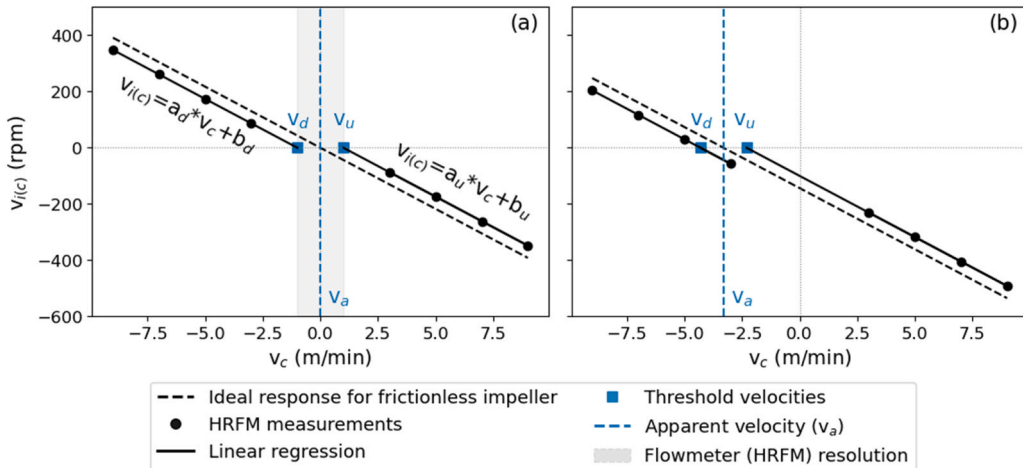 (a)
(b)
400
200
0
−200
−400
−600
v_i(c) (rpm)
v_i(c)=a_d*v_c+b_d
v_d
v_u
v_i(c)=a_u*v_c+b_u
v_a
v_d
v_u
v_a
−7.5 −5.0 −2.5 0.0 2.5 5.0 7.5
−7.5 −5.0 −2.5 0.0 2.5 5.0 7.5
v_c (m/min)
v_c (m/min)
Ideal response for frictionless impeller
HRFM measurements
Linear regression
Threshold velocities
Apparent velocity (v_a)
Flowmeter (HRFM) resolution